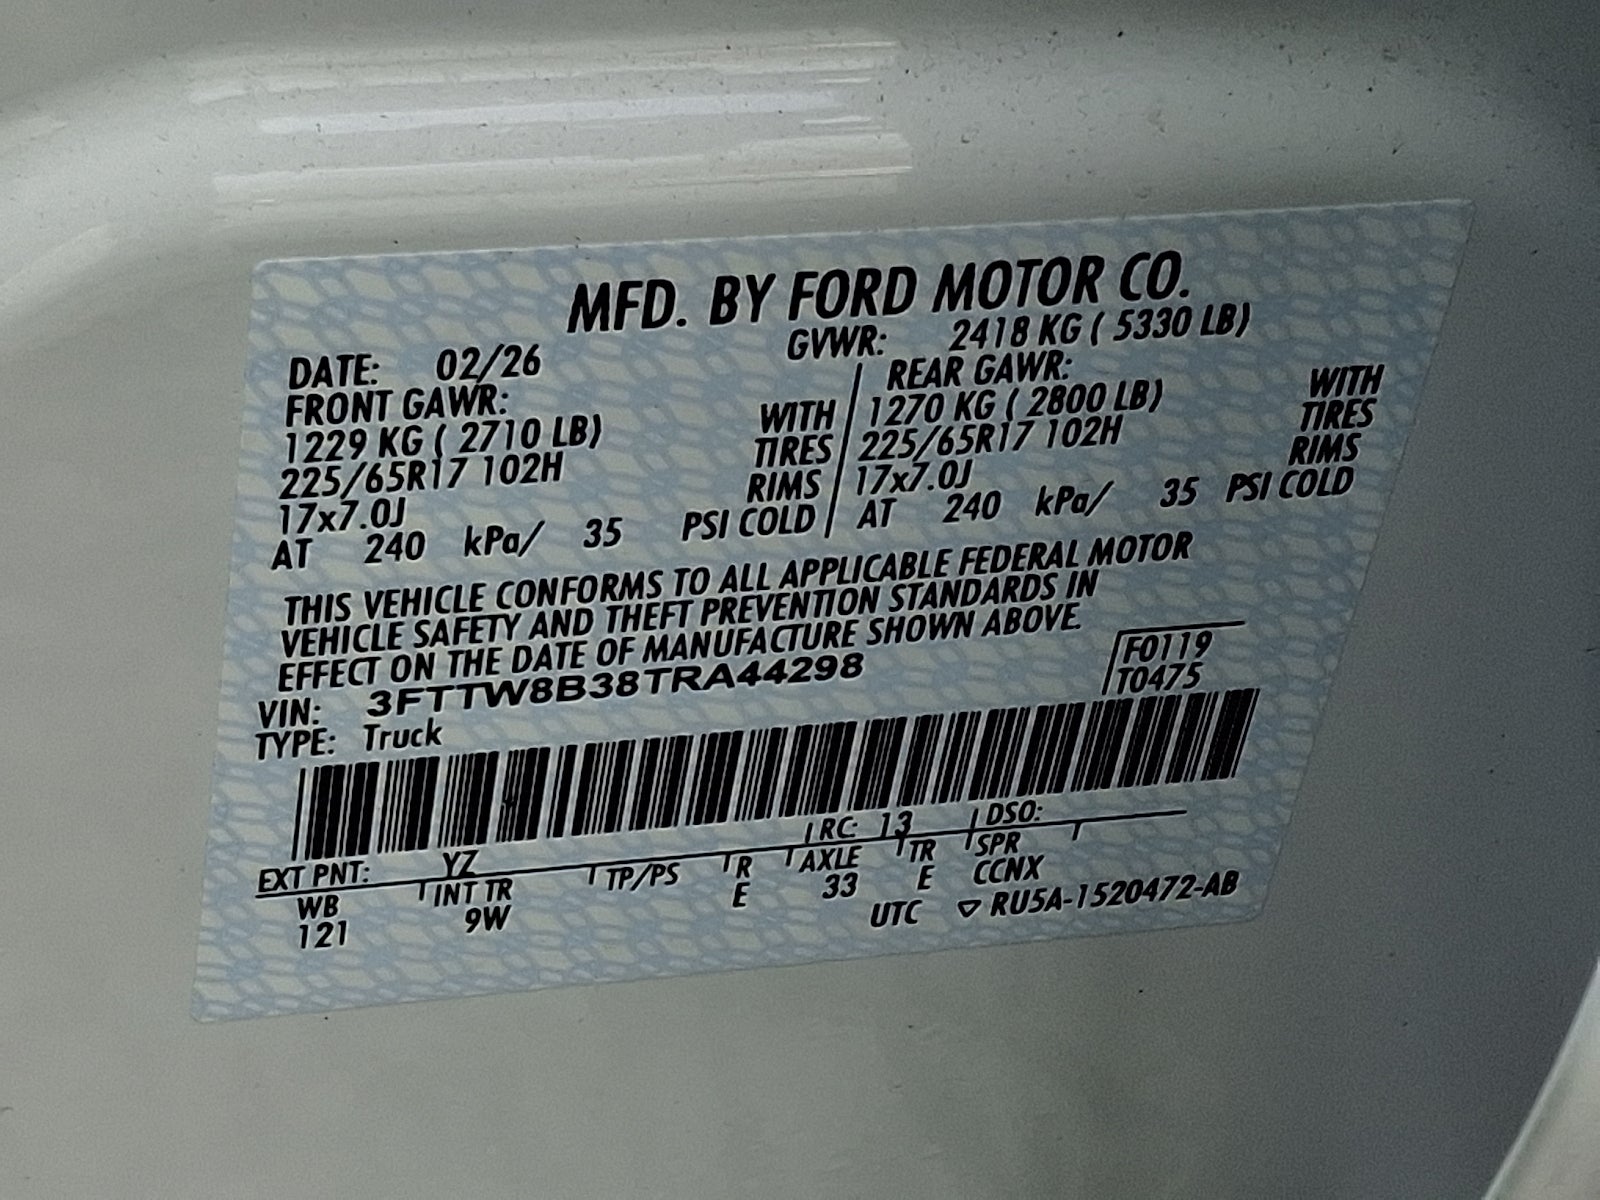 MFD. BY FORD MOTOR CO.
DATE: 02/26 GVWR: 2418 KG ( 5330 LB)
FRONT GAWR: REAR GAWR:
1229 KG ( 2710 LB) WITH 1270 KG ( 2800 LB) WITH
225/65R17 102H TIRES 225/65R17 102H TIRES
17x7.0J RIMS 17x7.0J RIMS
AT 240 kPa/ 35 PSI COLD AT 240 kPa/ 35 PSI COLD
THIS VEHICLE CONFORMS TO ALL APPLICABLE FEDERAL MOTOR
VEHICLE SAFETY AND THEFT PREVENTION STANDARDS IN
EFFECT ON THE DATE OF MANUFACTURE SHOWN ABOVE.
VIN: 3FTTW8B38TRA44298 F0119
TYPE: Truck T0475
EXT PNT: YZ RC: 13 DSO:
WB INT TR TP/PS R AXLE TR SPR
121 9W E 33 E CCNX
UTC ▽ RU5A-1520472-AB